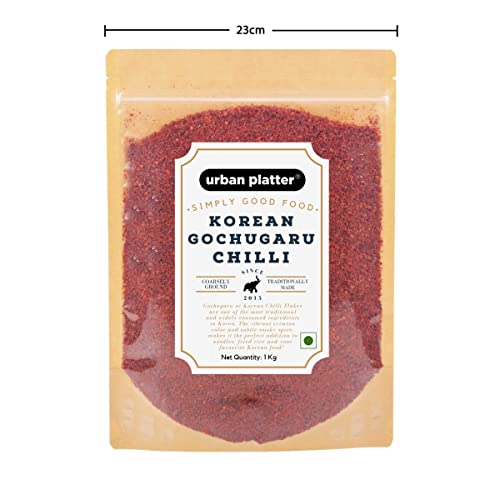 23cm
urban platter®
• SIMPLY GOOD FOOD •
KOREAN
GOCHUGARU
CHILLI
SINCE
COARSELY
GROUND
TRADITIONALLY
MADE
2015
Gochugaru or Korean Chilli Flakes
are one of the most traditional
and widely consumed ingredients
in Korea. The vibrant crimson
color and subtle smoky spice,
makes it the perfect addition to
noodles, fried rice and your
favourite Korean food!
Net Quantity: 1 Kg